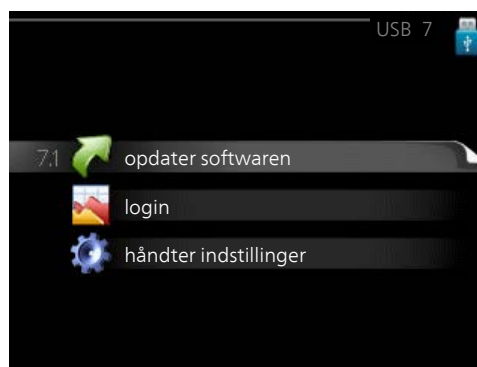 USB 7
7.1 opdater softwaren
login
håndter indstillinger